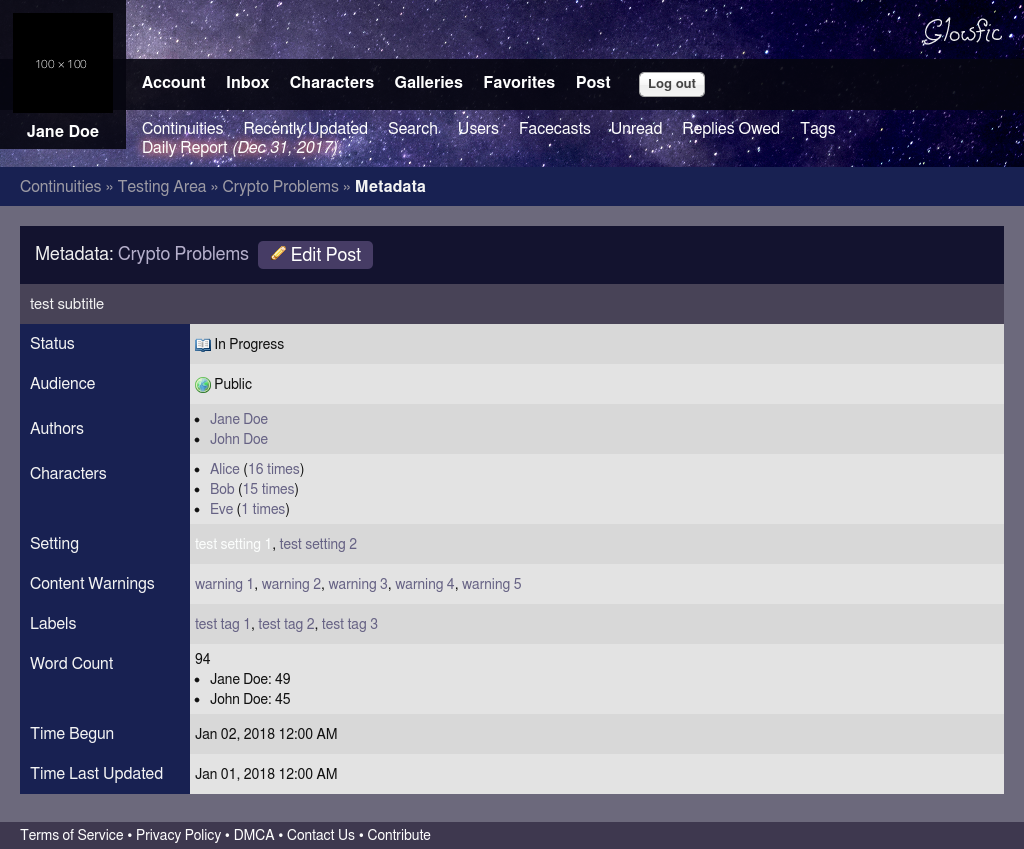 100 × 100
Glowfic
Account Inbox Characters Galleries Favorites Post Log out
Jane Doe
Continuities Recently Updated Search Users Facecasts Unread Replies Owed Tags
Daily Report (Dec 31, 2017)
Continuities » Testing Area » Crypto Problems » Metadata
Metadata: Crypto Problems Edit Post
test subtitle
Status In Progress
Audience Public
Authors
• Jane Doe
• John Doe
Characters
• Alice (16 times)
• Bob (15 times)
• Eve (1 times)
Setting test setting 1, test setting 2
Content Warnings warning 1, warning 2, warning 3, warning 4, warning 5
Labels test tag 1, test tag 2, test tag 3
Word Count 94
• Jane Doe: 49
• John Doe: 45
Time Begun Jan 02, 2018 12:00 AM
Time Last Updated Jan 01, 2018 12:00 AM
Terms of Service • Privacy Policy • DMCA • Contact Us • Contribute